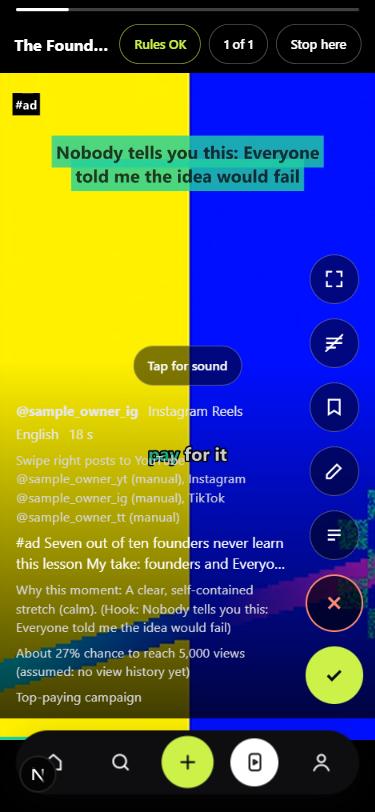 The Found...
Rules OK
1 of 1
Stop here
#ad
Nobody tells you this: Everyone
told me the idea would fail
Tap for sound
@sample_owner_ig Instagram Reels
English 18 s
pay for it
Swipe right posts to YouTube
@sample_owner_yt (manual), Instagram
@sample_owner_ig (manual), TikTok
@sample_owner_tt (manual)
#ad Seven out of ten founders never learn
this lesson My take: founders and Everyo...
Why this moment: A clear, self-contained
stretch (calm). (Hook: Nobody tells you this:
Everyone told me the idea would fail)
About 27% chance to reach 5,000 views
(assumed: no view history yet)
Top-paying campaign
N